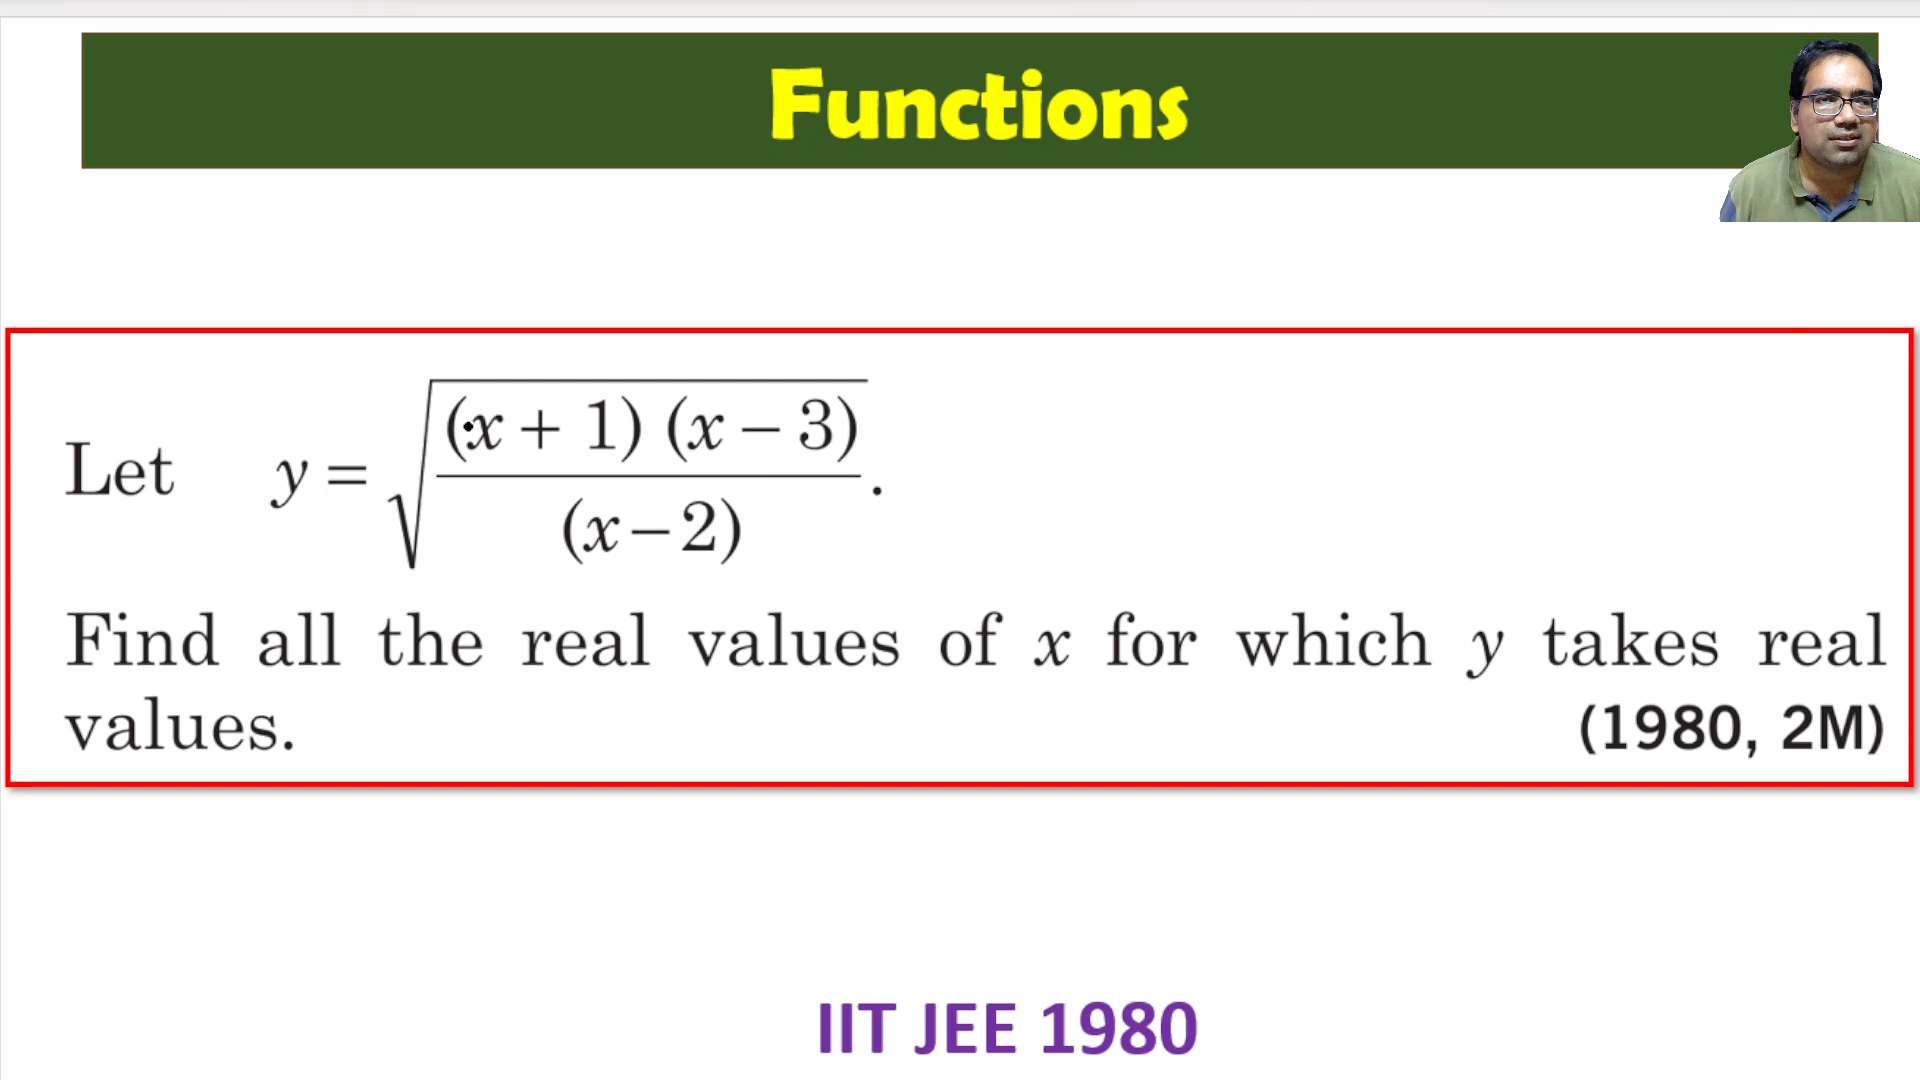 Functions
Let y = √((x + 1) (x − 3) / (x − 2)).
Find all the real values of x for which y takes real
values. (1980, 2M)
IIT JEE 1980